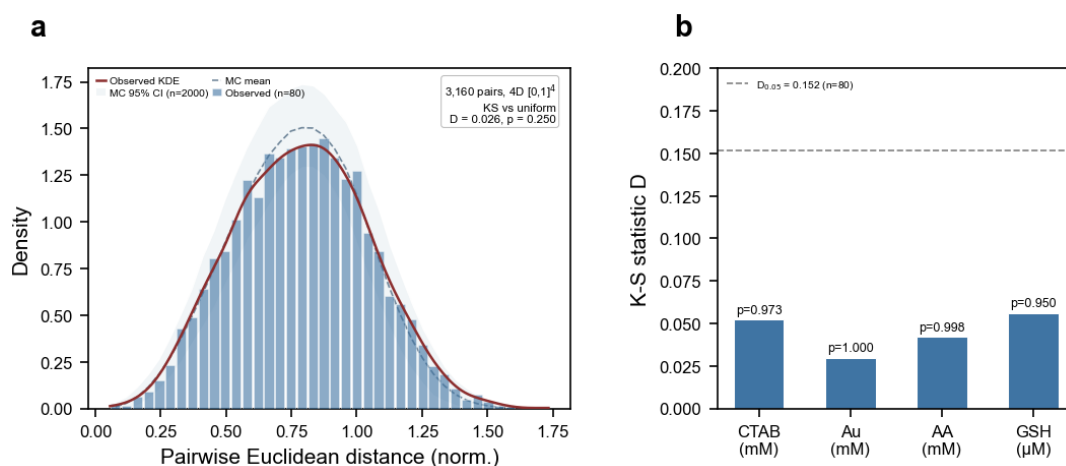 a
Observed KDE
MC 95% CI (n=2000)
MC mean
Observed (n=80)
3,160 pairs, 4D [0,1]⁴
KS vs uniform
D = 0.026, p = 0.250
Density
1.75
1.50
1.25
1.00
0.75
0.50
0.25
0.00
0.00 0.25 0.50 0.75 1.00 1.25 1.50 1.75
Pairwise Euclidean distance (norm.)
b
D₀.₀₅ = 0.152 (n=80)
K-S statistic D
0.200
0.175
0.150
0.125
0.100
0.075
0.050
0.025
0.000
p=0.973
p=1.000
p=0.998
p=0.950
CTAB
(mM)
Au
(mM)
AA
(mM)
GSH
(µM)